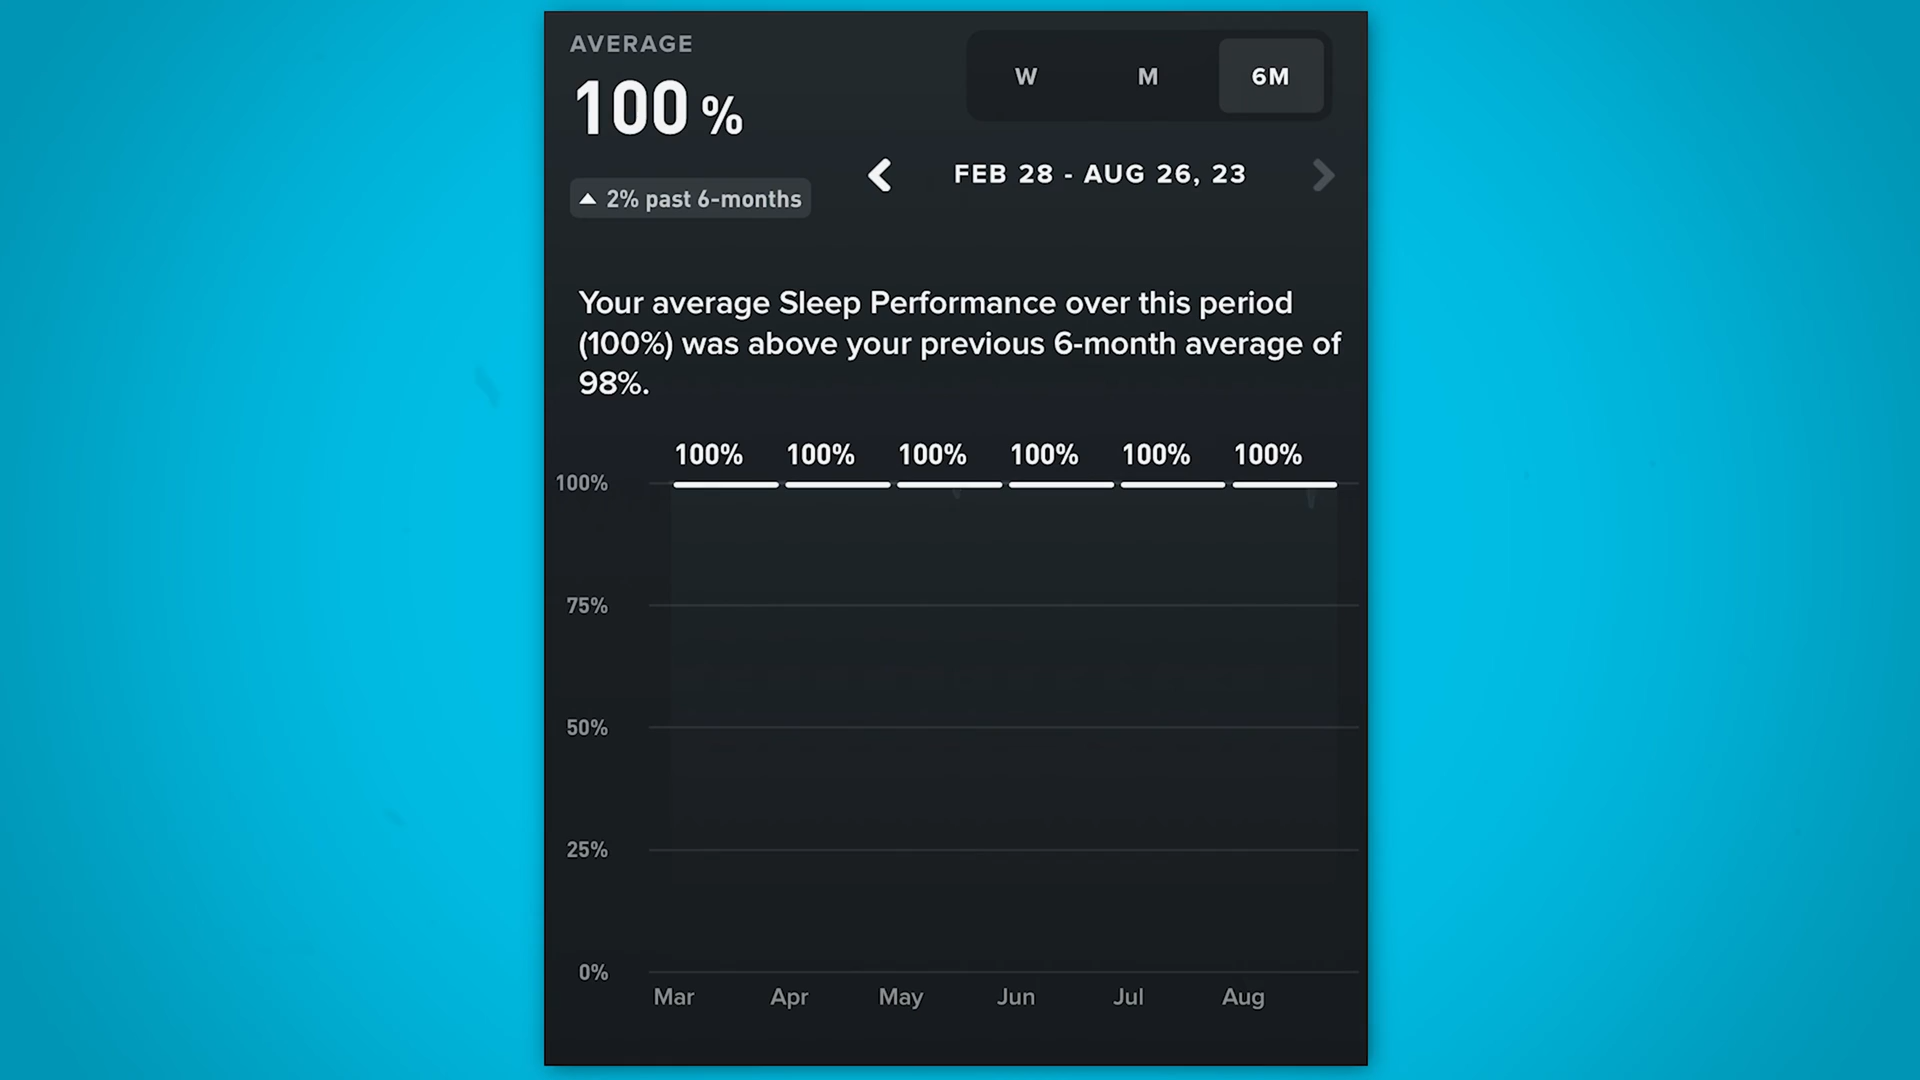 AVERAGE
100 %
2% past 6-months
W M 6M
FEB 28 - AUG 26, 23
Your average Sleep Performance over this period
(100%) was above your previous 6-month average of
98%.
100% 100% 100% 100% 100% 100%
100%
75%
50%
25%
0%
Mar Apr May Jun Jul Aug